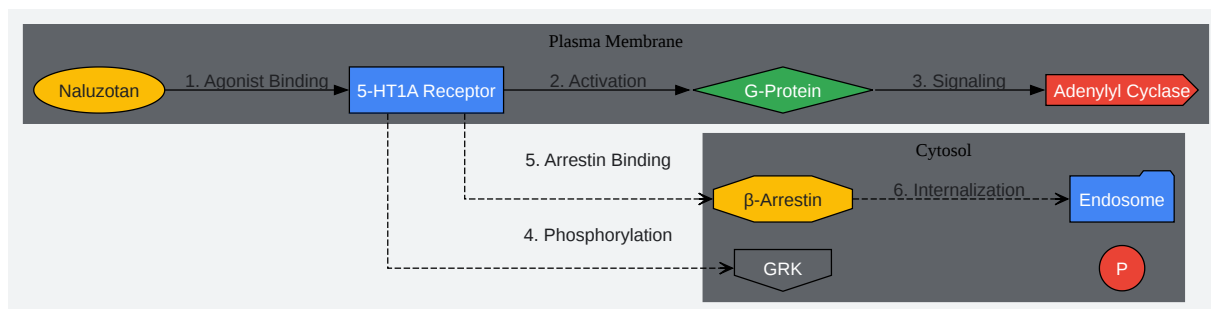 Plasma Membrane
Naluzotan
1. Agonist Binding
5-HT1A Receptor
2. Activation
G-Protein
3. Signaling
Adenylyl Cyclase
Cytosol
5. Arrestin Binding
β-Arrestin
6. Internalization
Endosome
4. Phosphorylation
GRK
P